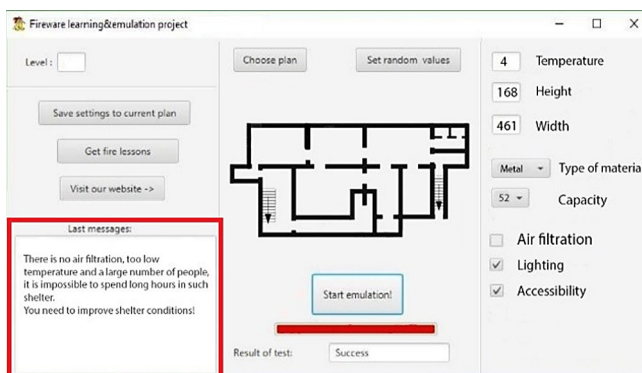 Fireware learning&emulation project
Level :
Save settings to current plan
Get fire lessons
Visit our website ->
Last messages:
There is no air filtration, too low
temperature and a large number of people,
it is impossible to spend long hours in such
shelter.
You need to improve shelter conditions!
Choose plan
Set random values
Start emulation!
Result of test:
Success
4 Temperature
168 Height
461 Width
Metal Type of materia
52 Capacity
Air filtration
Lighting
Accessibility